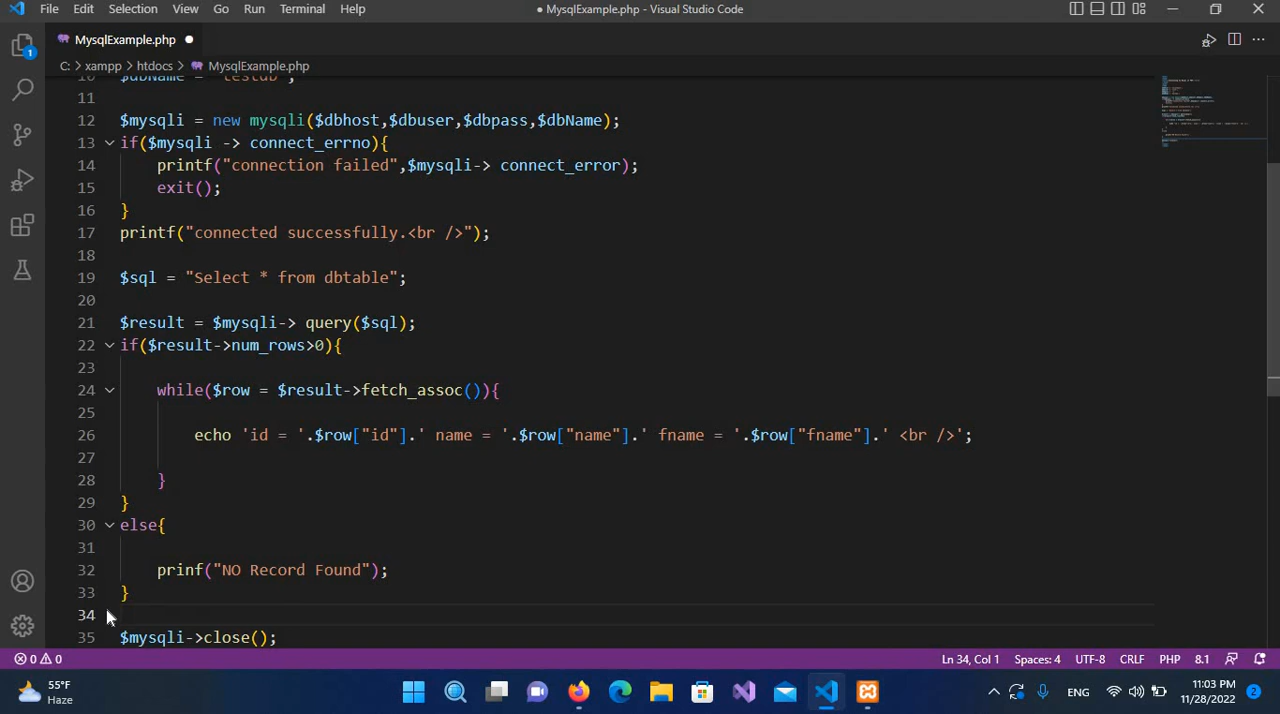 File Edit Selection View Go Run Terminal Help
● MysqlExample.php - Visual Studio Code
MysqlExample.php ●
C: > xampp > htdocs > MysqlExample.php
10 $dbName = "testdb";
11
12 $mysqli = new mysqli($dbhost,$dbuser,$dbpass,$dbName);
13 if($mysqli -> connect_errno){
14 printf("connection failed",$mysqli-> connect_error);
15 exit();
16 }
17 printf("connected successfully.<br />");
18
19 $sql = "Select * from dbtable";
20
21 $result = $mysqli-> query($sql);
22 if($result->num_rows>0){
23
24 while($row = $result->fetch_assoc()){
25
26 echo 'id = '.$row["id"].' name = '.$row["name"].' fname = '.$row["fname"].' <br />';
27
28 }
29 }
30 else{
31
32 prinf("NO Record Found");
33 }
34
35 $mysqli->close();
1
0 0 Ln 34, Col 1 Spaces: 4 UTF-8 CRLF PHP 8.1
55°F
Haze
ENG
11:03 PM
11/28/2022
2